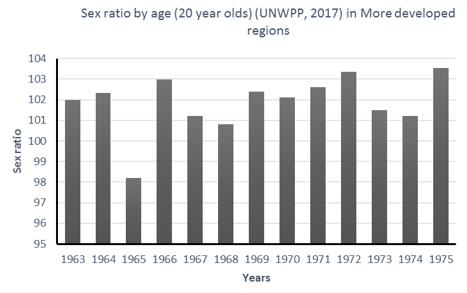 Sex ratio by age (20 year olds) (UNWPP, 2017) in More developed
regions
104
103
102
101
100
99
98
97
96
95
Sex ratio
1963 1964 1965 1966 1967 1968 1969 1970 1971 1972 1973 1974 1975
Years